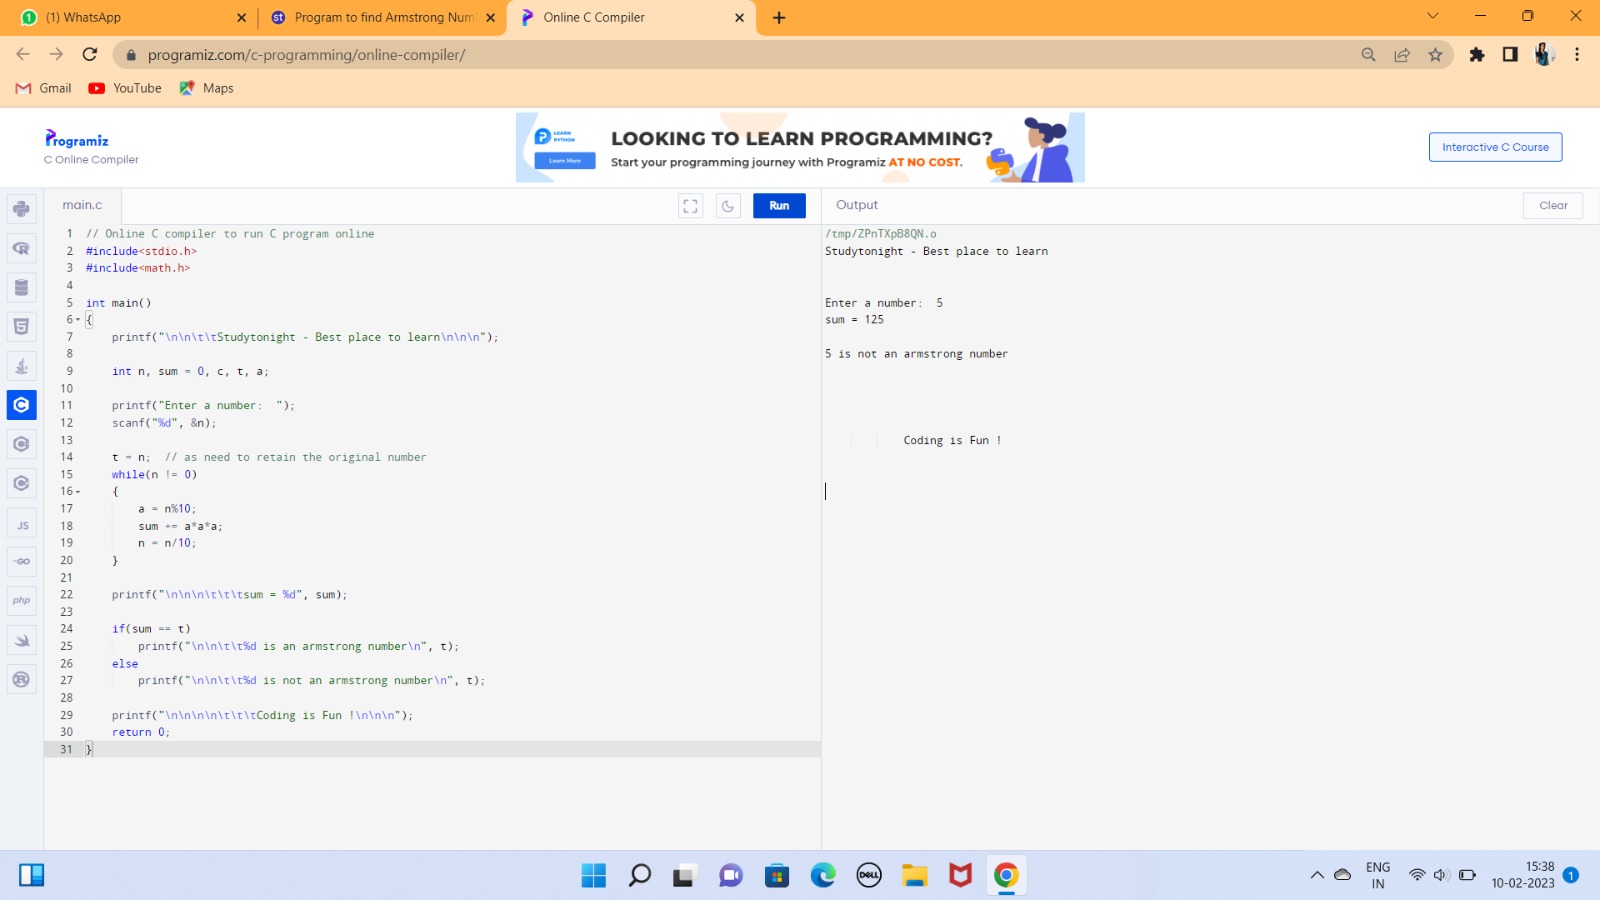 (1) WhatsApp
Program to find Armstrong Num
Online C Compiler
programiz.com/c-programming/online-compiler/
Gmail
YouTube
Maps
Programiz
C Online Compiler
LEARN
PYTHON
Learn More
LOOKING TO LEARN PROGRAMMING?
Start your programming journey with Programiz AT NO COST.
Interactive C Course
main.c
Run
Output
Clear
1 // Online C compiler to run C program online
2 #include<stdio.h>
3 #include<math.h>
4
5 int main()
6 {
7 printf("\n\n\t\tStudytonight - Best place to learn\n\n\n");
8
9 int n, sum = 0, c, t, a;
10
11 printf("Enter a number:  ");
12 scanf("%d", &n);
13
14 t = n;  // as need to retain the original number
15 while(n != 0)
16 {
17 a = n%10;
18 sum += a*a*a;
19 n = n/10;
20 }
21
22 printf("\n\n\n\t\t\tsum = %d", sum);
23
24 if(sum == t)
25 printf("\n\n\t\t%d is an armstrong number\n", t);
26 else
27 printf("\n\n\t\t%d is not an armstrong number\n", t);
28
29 printf("\n\n\n\n\t\t\tCoding is Fun !\n\n\n");
30 return 0;
31 }
/tmp/ZPnTXpB8QN.o
Studytonight - Best place to learn
Enter a number:  5
sum = 125
5 is not an armstrong number
Coding is Fun !
JS
GO
php
DELL
ENG
IN
15:38
10-02-2023
1